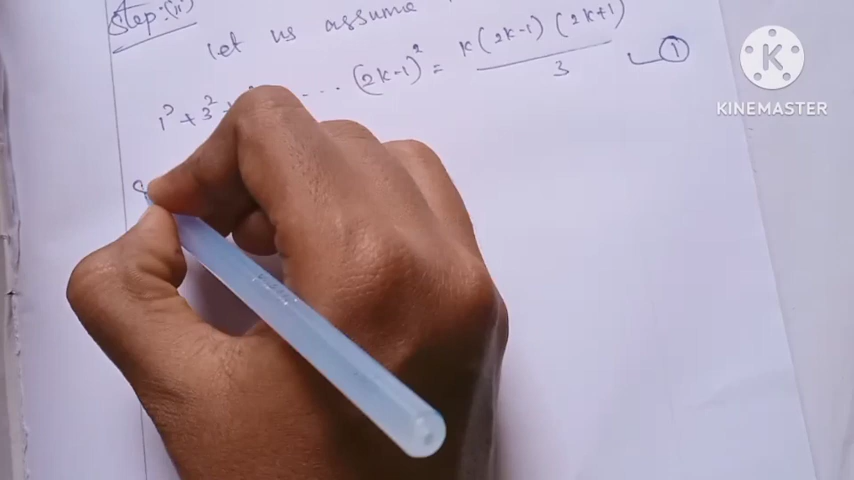 Step:(ii)
let us assume
1² + 3² + .... (2k-1)² = k(2k-1)(2k+1) / 3 ①
K
KINEMASTER